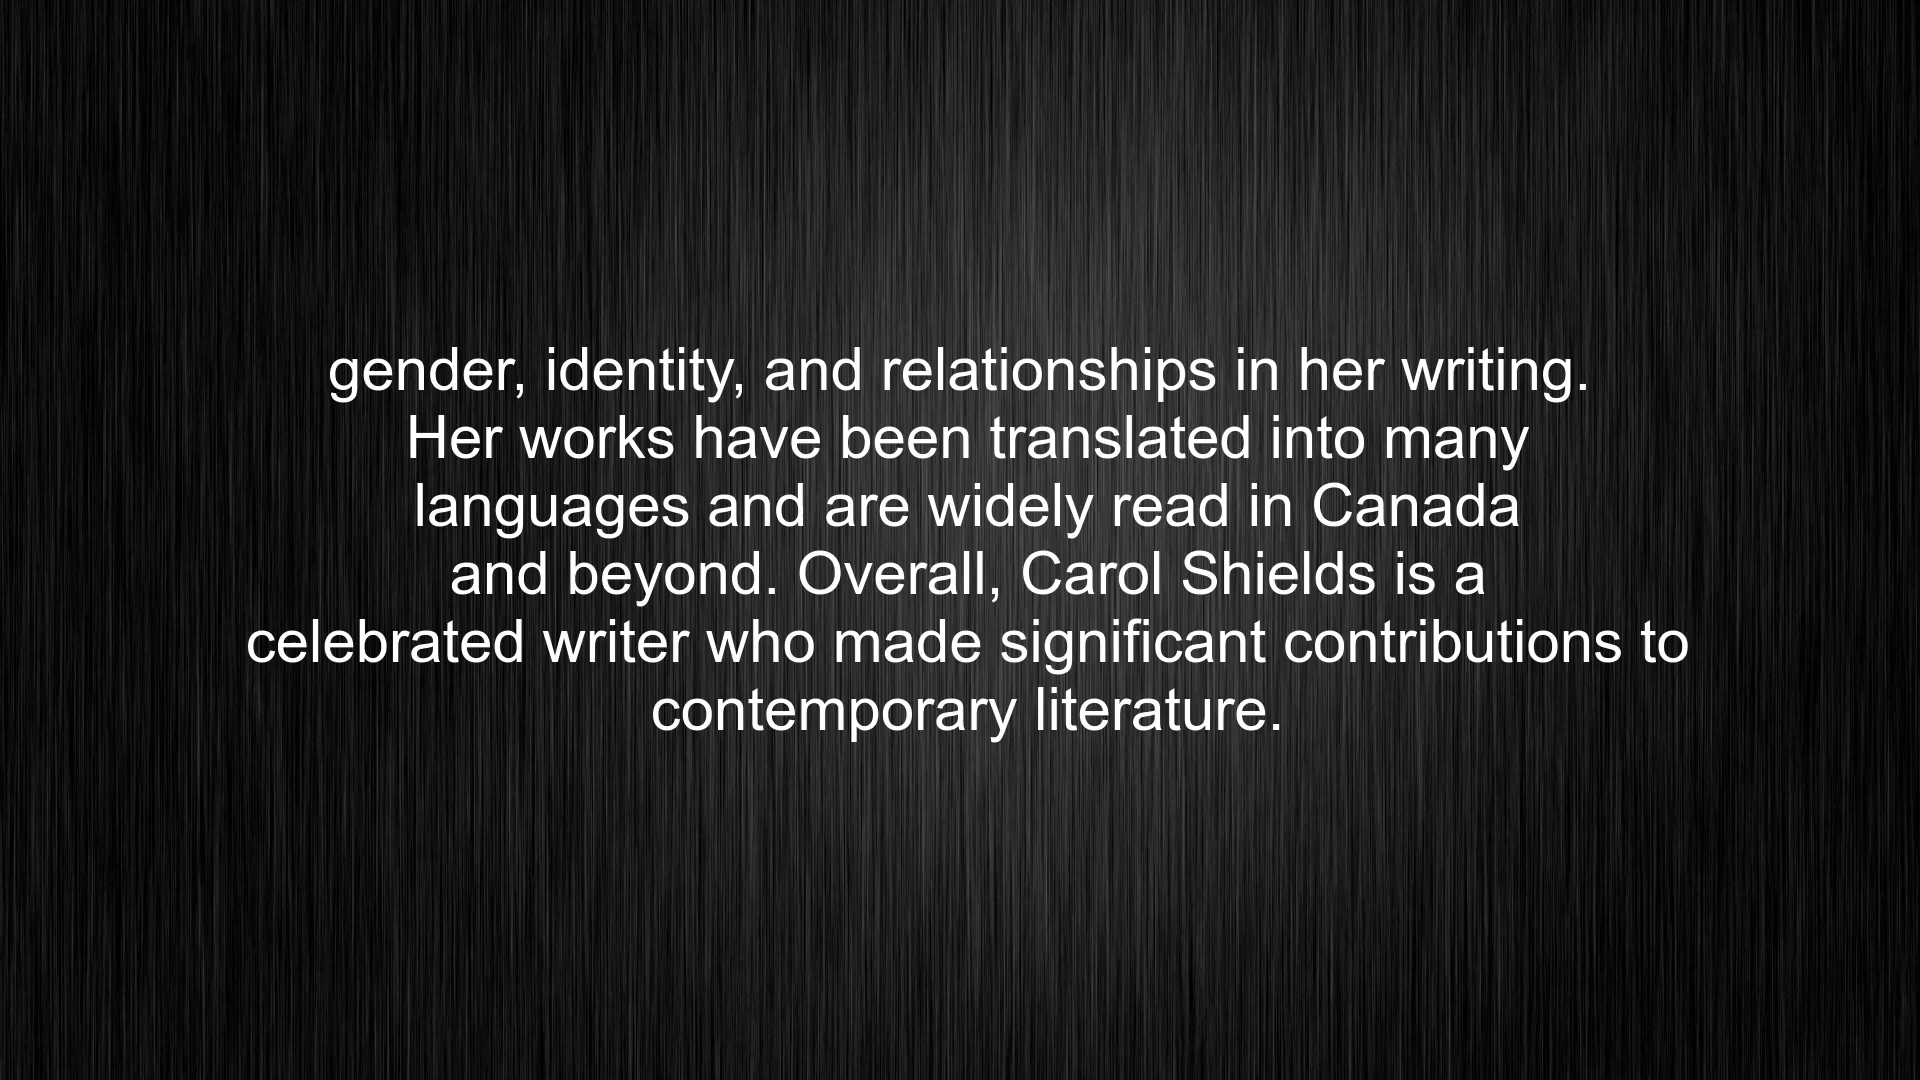 gender, identity, and relationships in her writing.
Her works have been translated into many
languages and are widely read in Canada
and beyond. Overall, Carol Shields is a
celebrated writer who made significant contributions to
contemporary literature.